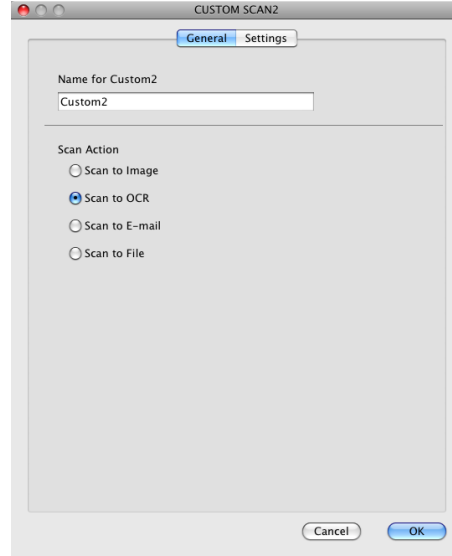 CUSTOM SCAN2
General Settings
Name for Custom2
Custom2
Scan Action
Scan to Image
Scan to OCR
Scan to E-mail
Scan to File
Cancel OK